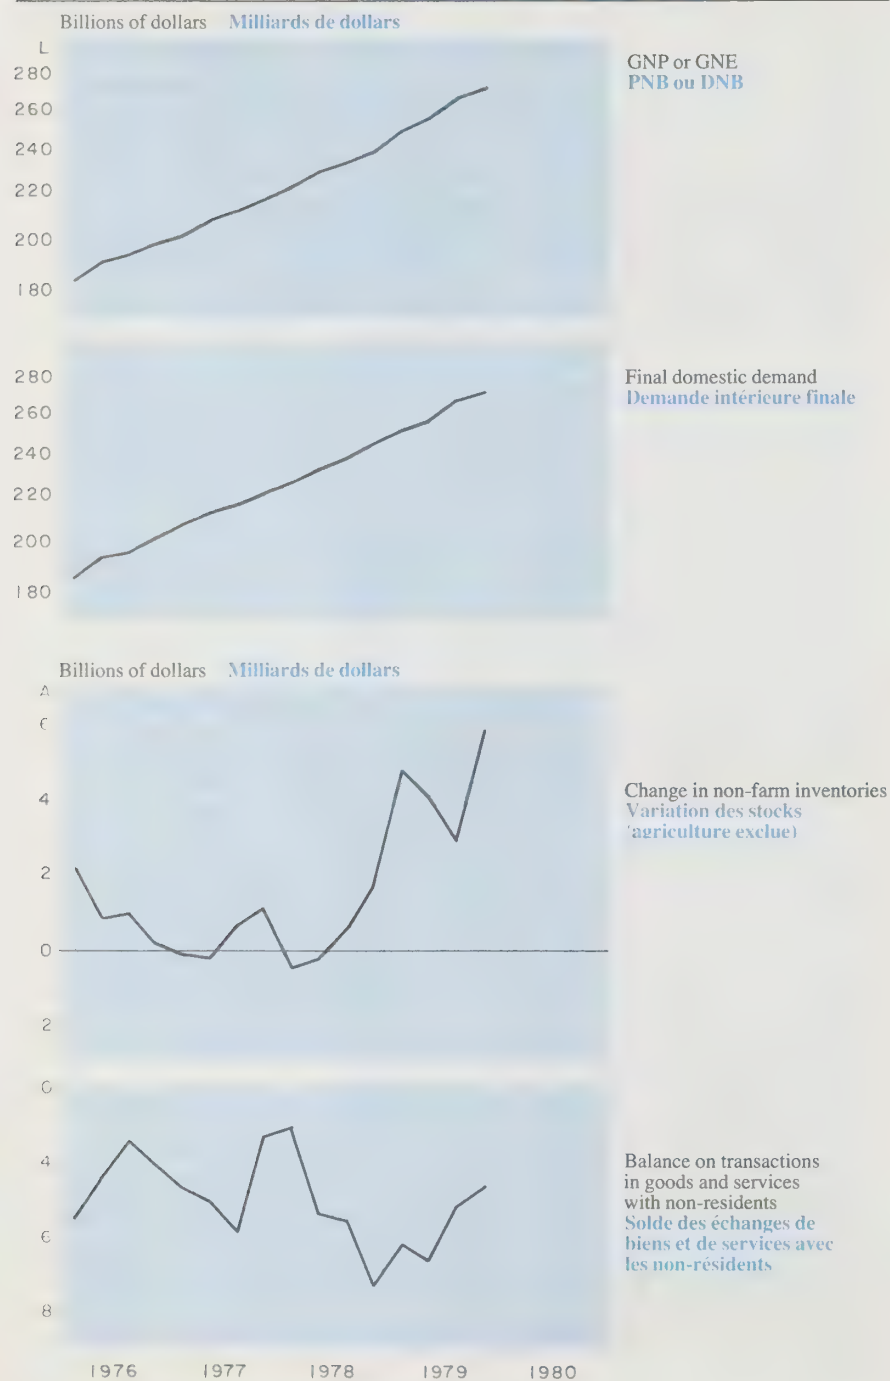 Billions of dollars Milliards de dollars
L
280
260
240
220
200
180
GNP or GNE
PNB ou DNB
280
260
240
220
200
180
Final domestic demand
Demande intérieure finale
Billions of dollars Milliards de dollars
A
4
2
0
2
Change in non-farm inventories
Variation des stocks
agriculture exclue)
4
8
Balance on transactions
in goods and services
with non-residents
Solde des échanges de
biens et de services avec
les non-résidents
1976 1977 1978 1979 1980